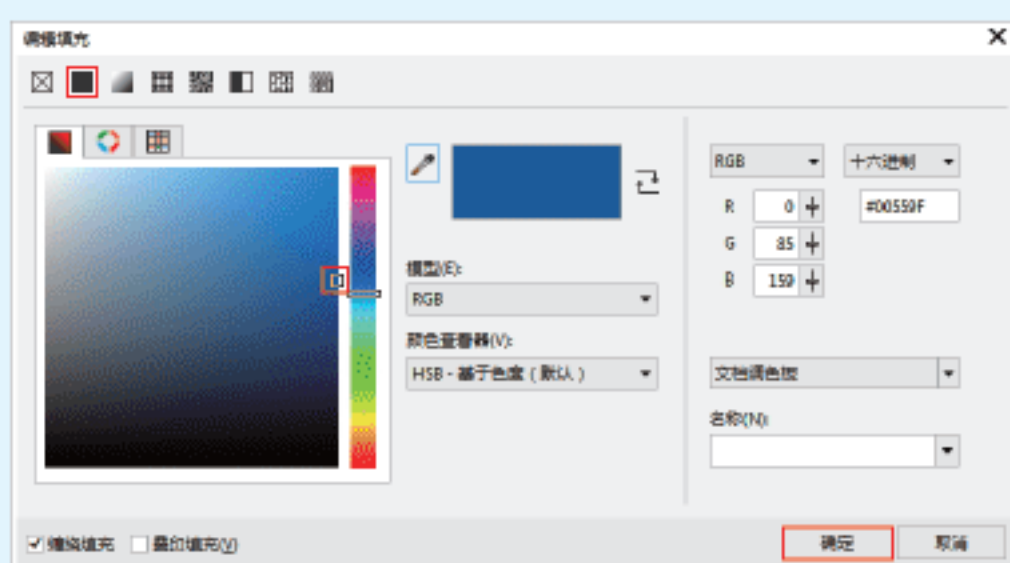 编辑填充
RGB
十六进制
R 0
#00559F
G 85
B 159
模型(E):
RGB
颜色查看器(V):
HSB - 基于色度（默认）
文档调色板
名称(N):
缠绕填充
叠印填充(V)
确定
取消